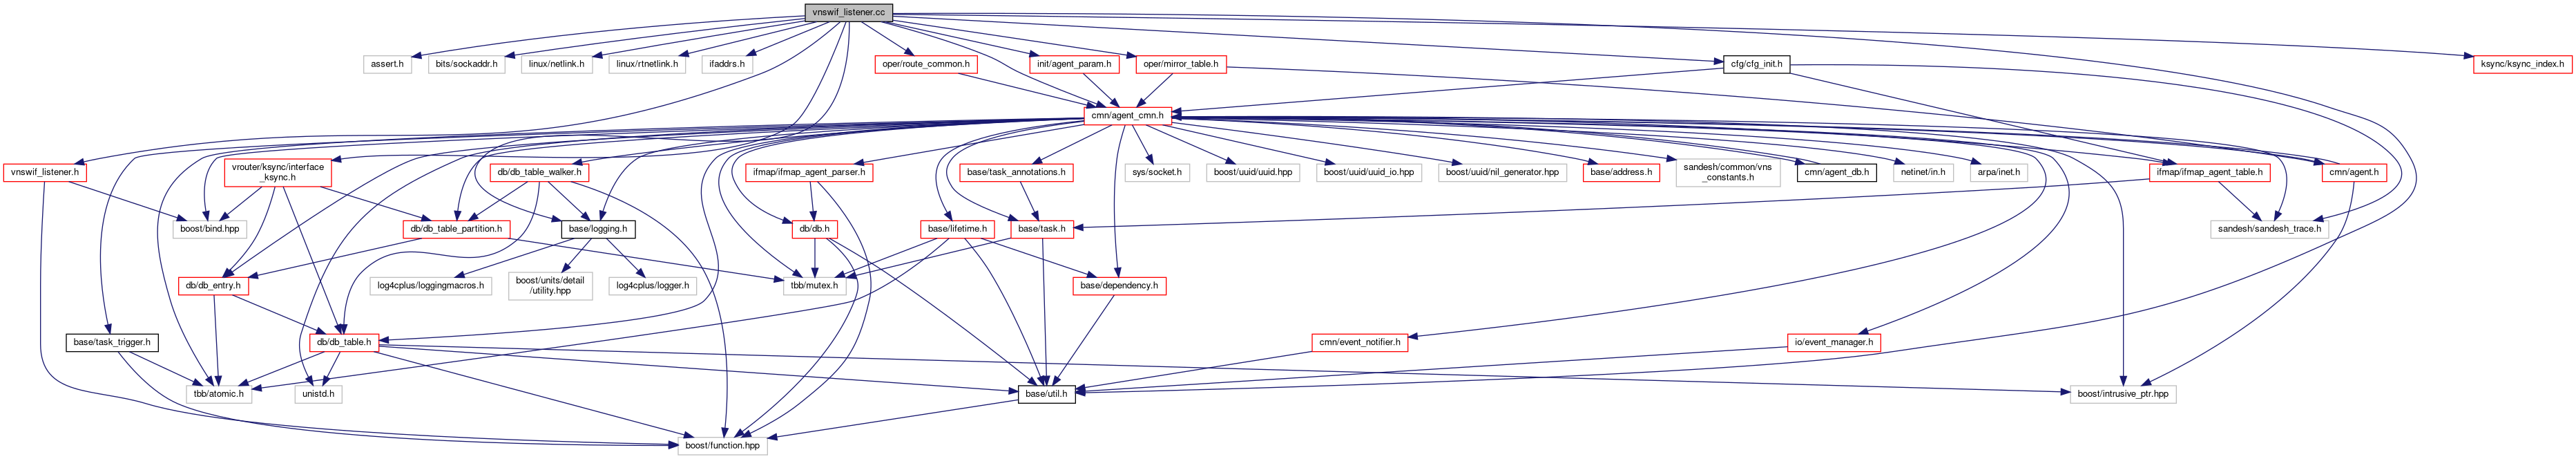 vnswif_listener.cc
assert.h
bits/sockaddr.h
linux/netlink.h
linux/rtnetlink.h
ifaddrs.h
oper/route_common.h
init/agent_param.h
oper/mirror_table.h
cfg/cfg_init.h
ksync/ksync_index.h
cmn/agent_cmn.h
vnswif_listener.h
vrouter/ksync/interface
_ksync.h
db/db_table_walker.h
ifmap/ifmap_agent_parser.h
base/task_annotations.h
sys/socket.h
boost/uuid/uuid.hpp
boost/uuid/uuid_io.hpp
boost/uuid/nil_generator.hpp
base/address.h
sandesh/common/vns
_constants.h
cmn/agent_db.h
netinet/in.h
arpa/inet.h
ifmap/ifmap_agent_table.h
cmn/agent.h
boost/bind.hpp
db/db_table_partition.h
base/logging.h
db/db.h
base/lifetime.h
base/task.h
sandesh/sandesh_trace.h
db/db_entry.h
log4cplus/loggingmacros.h
boost/units/detail
/utility.hpp
log4cplus/logger.h
tbb/mutex.h
base/dependency.h
base/task_trigger.h
db/db_table.h
cmn/event_notifier.h
io/event_manager.h
tbb/atomic.h
unistd.h
base/util.h
boost/intrusive_ptr.hpp
boost/function.hpp